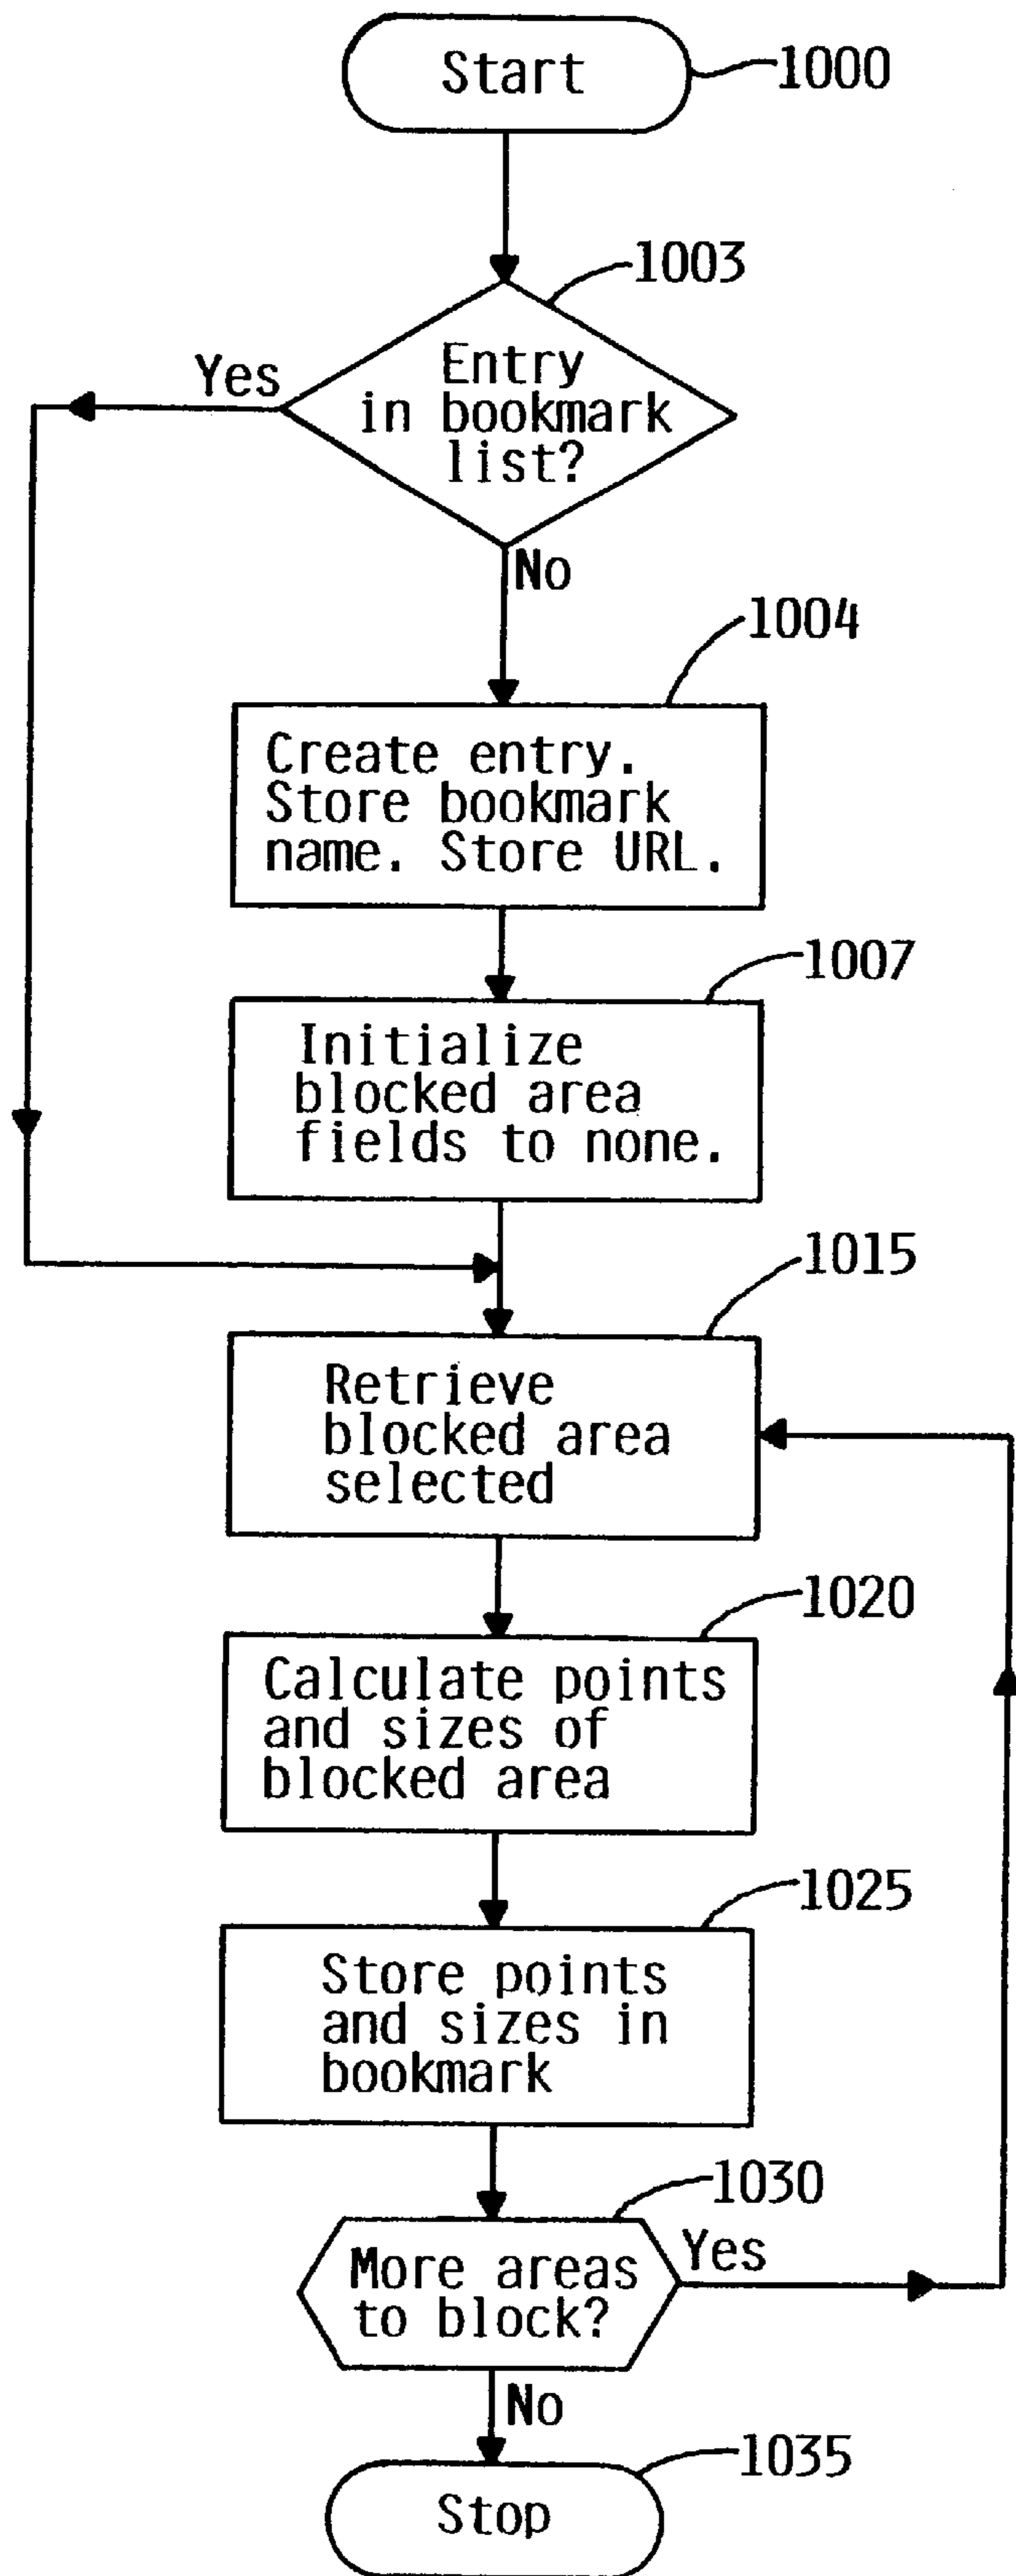 Start
1000
1003
Entry
in bookmark
list?
Yes
No
1004
Create entry.
Store bookmark
name. Store URL.
1007
Initialize
blocked area
fields to none.
1015
Retrieve
blocked area
selected
1020
Calculate points
and sizes of
blocked area
1025
Store points
and sizes in
bookmark
1030
More areas
to block?
Yes
No
1035
Stop